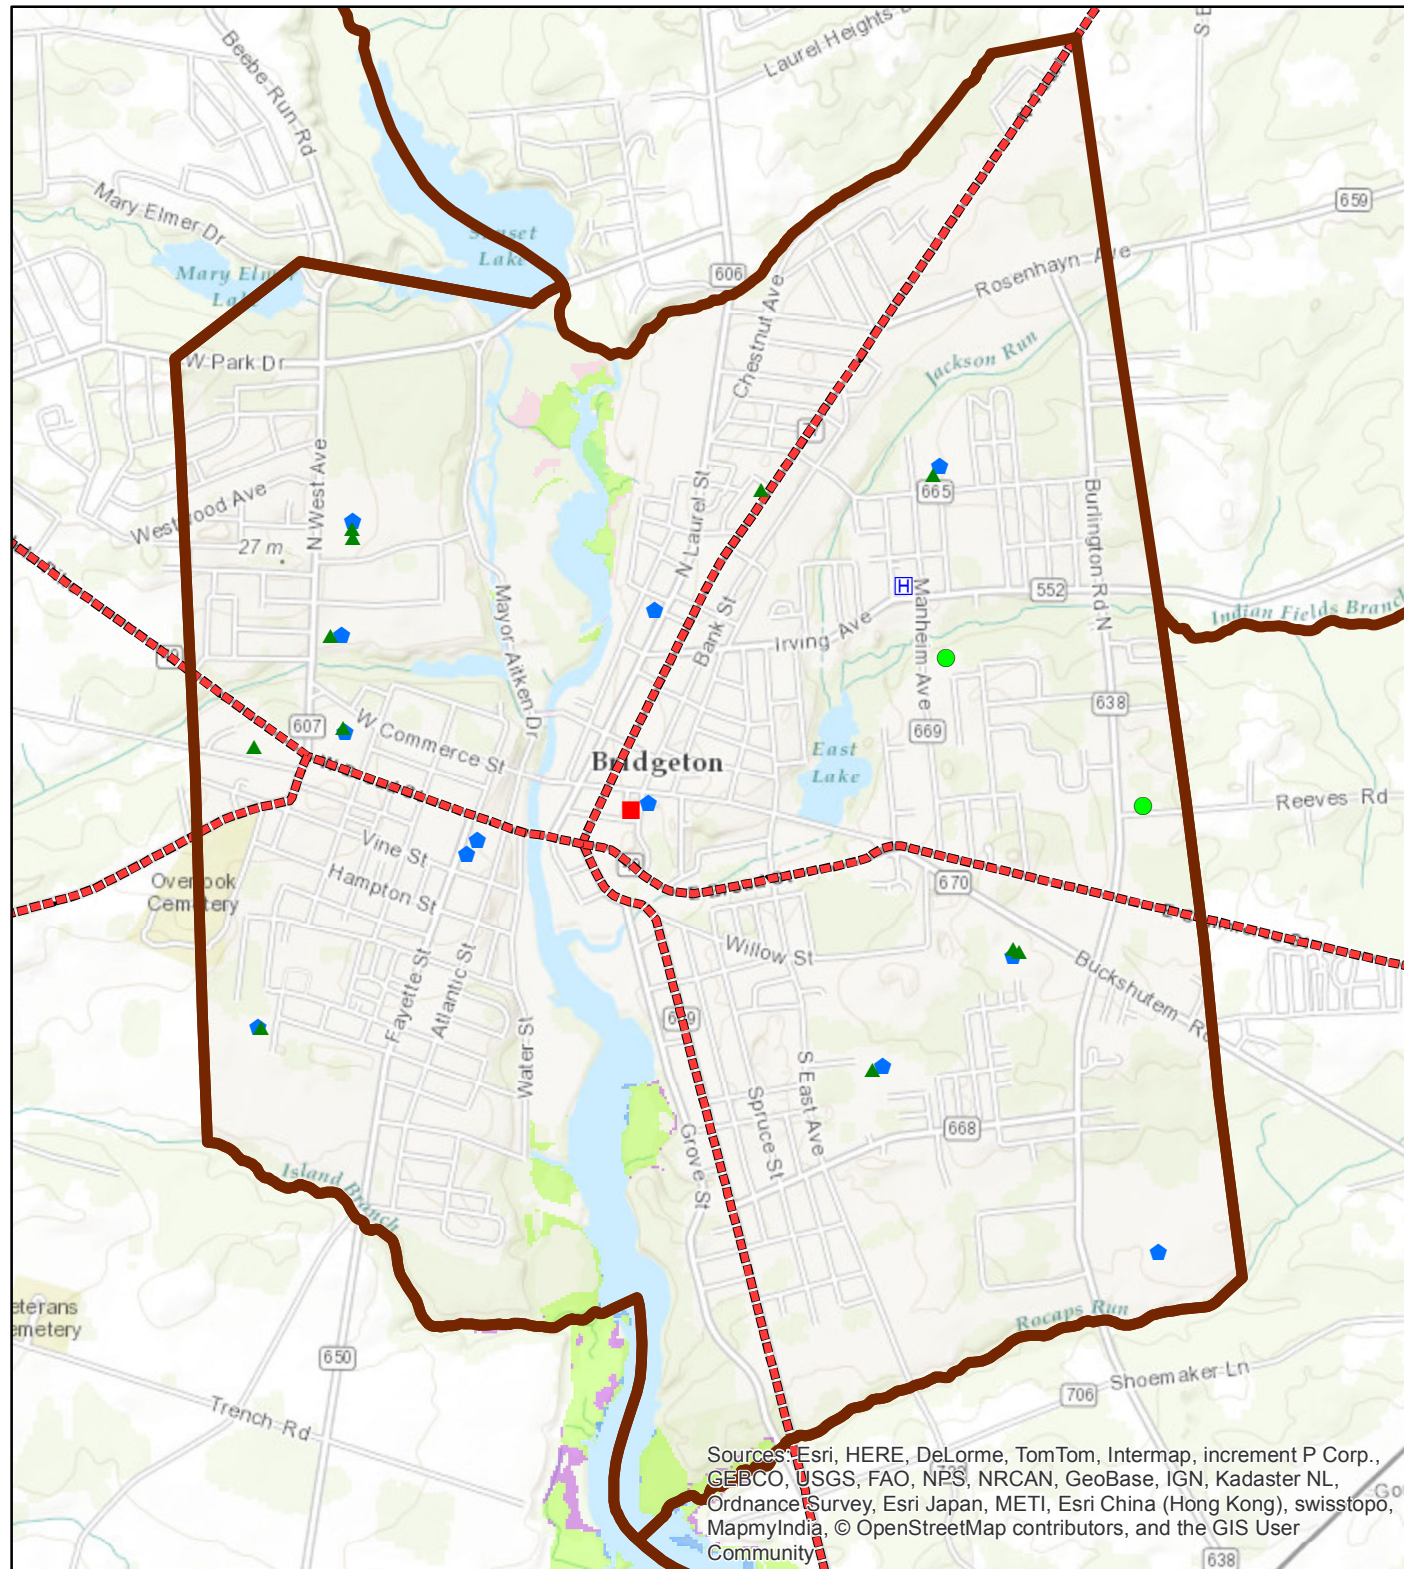 Beebe-Run-Rd
Laurel Heights
Mary Elmer Dr
Sunset
Lake
659
Mary Elmer
Lake
606
Rosenhayn Ave
Chestnut Ave
W Park Dr
Jackson Run
N West Ave
N Laurel St
Westwood Ave
27 m
665
Burlington Rd N
H
552
Manheim Ave
Indian Fields Branch
Mayor Aitken Dr
Bank St
Irving Ave
638
607
W Commerce St
669
Bridgeton
East
Lake
Reeves Rd
Vine St
Hampton St
Overlook
Cemetery
670
Willow St
Fayette St
Atlantic St
Buckshutem Rd
Water St
S East Ave
Spruce St
668
Grove St
Island Branch
eterans
emetery
Rocaps Run
650
706
Shoemaker Ln
Trench Rd
Sources: Esri, HERE, DeLorme, TomTom, Intermap, increment P Corp.,
GEBCO, USGS, FAO, NPS, NRCAN, GeoBase, IGN, Kadaster NL,
Ordnance Survey, Esri Japan, METI, Esri China (Hong Kong), swisstopo,
MapmyIndia, © OpenStreetMap contributors, and the GIS User
Community
638